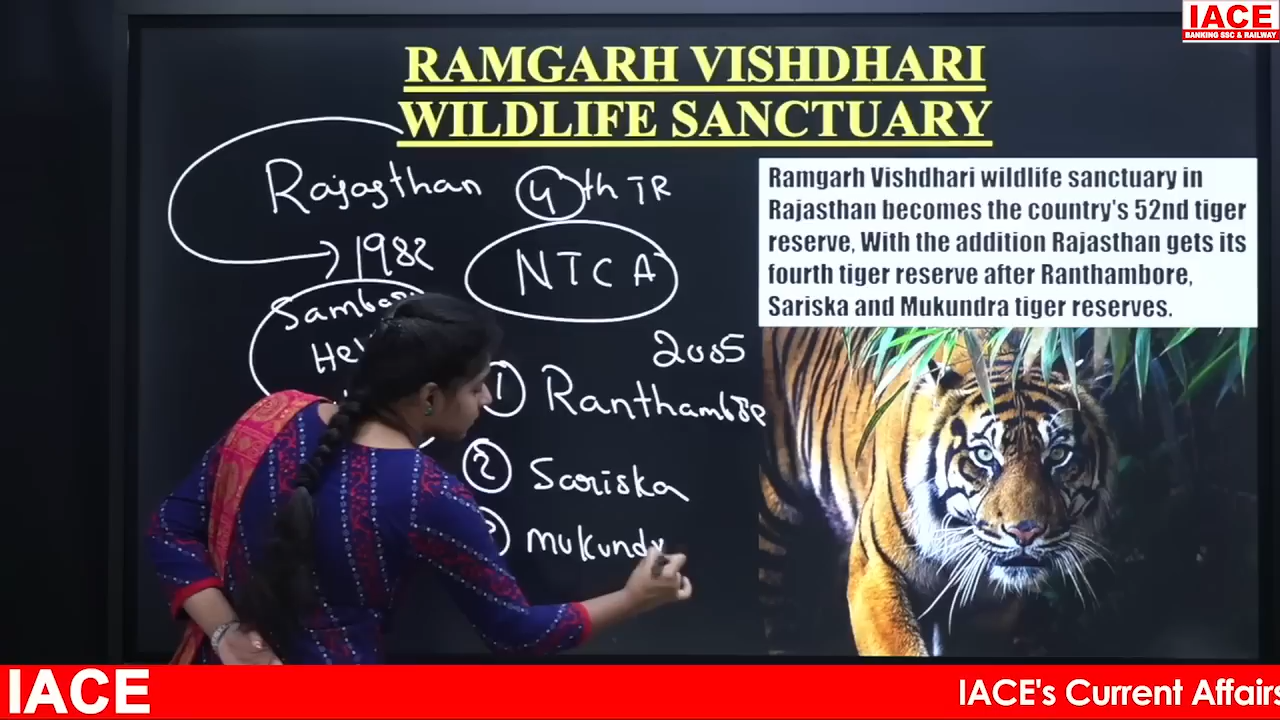 IACE
BANKING SSC & RAILWAY
RAMGARH VISHDHARI
WILDLIFE SANCTUARY
Rajasthan 4th TR
1982
NTCA
Ramgarh Vishdhari wildlife sanctuary in
Rajasthan becomes the country's 52nd tiger
reserve, With the addition Rajasthan gets its
fourth tiger reserve after Ranthambore,
Sariska and Mukundra tiger reserves.
2005
1 Ranthambore
2 Sariska
Mukund
IACE
IACE's Current Affairs